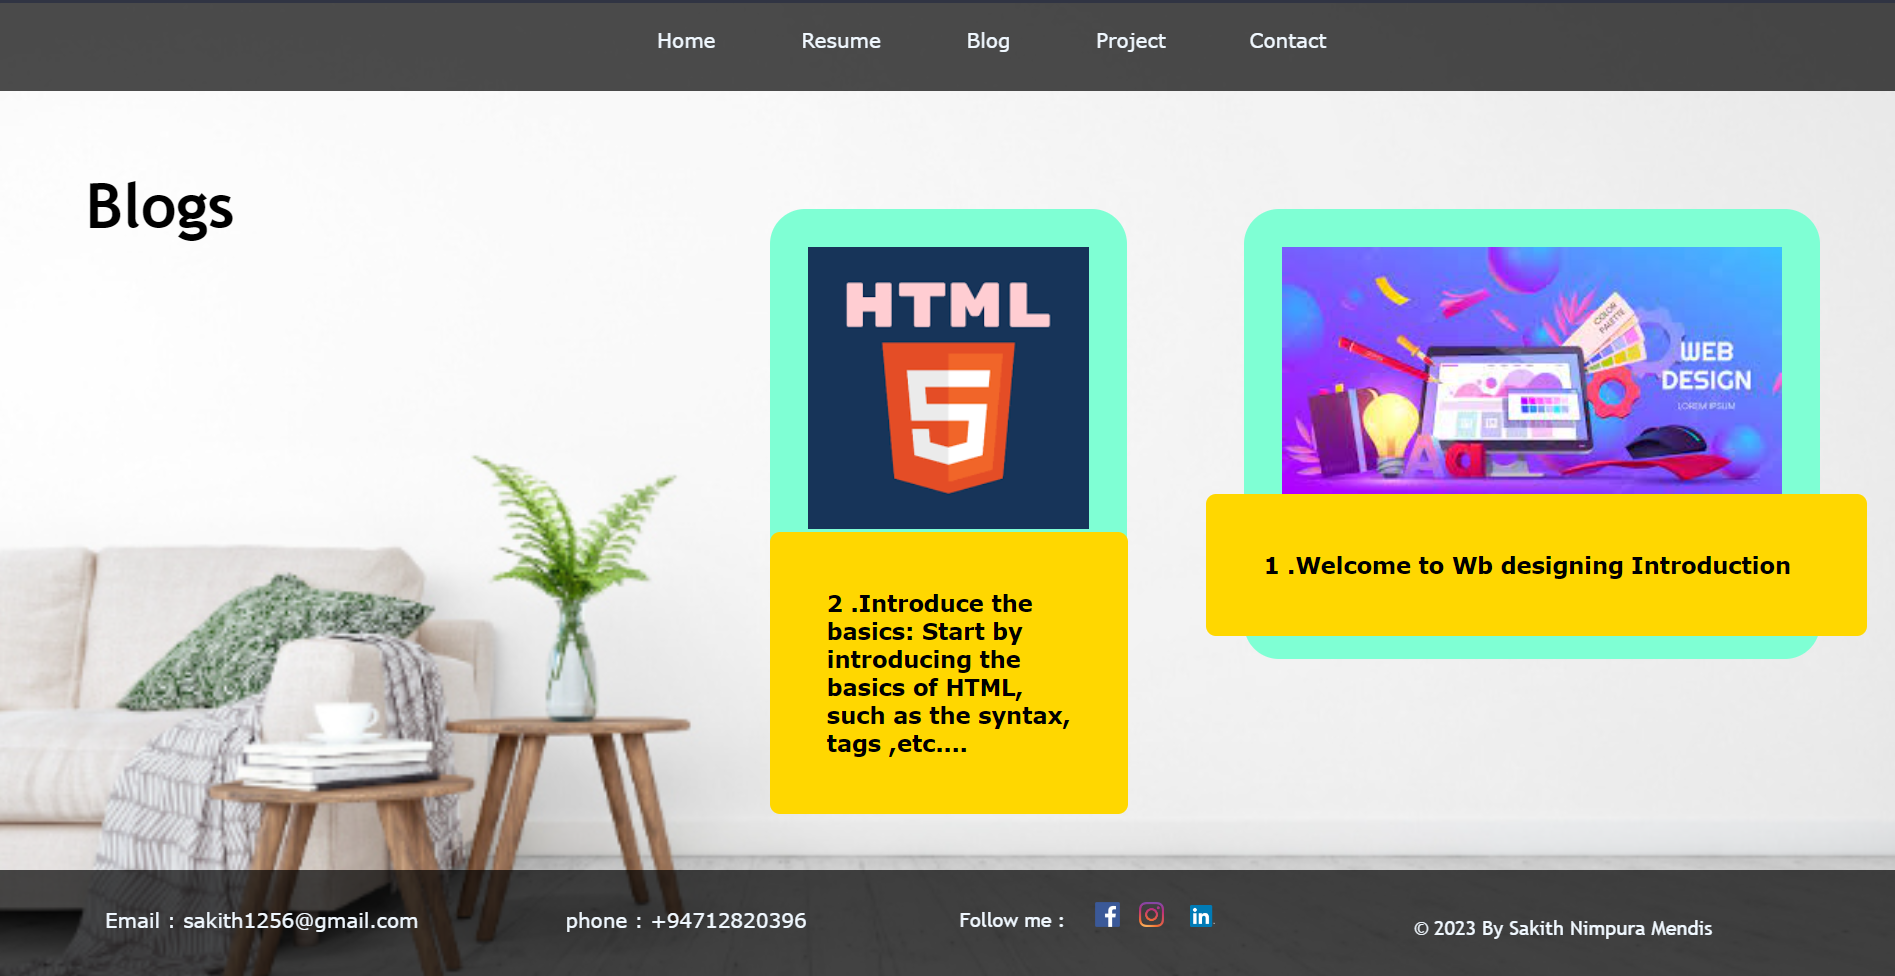 Home Resume Blog Project Contact
Blogs
HTML
5
COLOR
PALETTE
WEB
DESIGN
LOREM IPSUM
1 .Welcome to Wb designing Introduction
2 .Introduce the
basics: Start by
introducing the
basics of HTML,
such as the syntax,
tags ,etc....
Email : sakith1256@gmail.com
phone : +94712820396
Follow me :
f
in
© 2023 By Sakith Nimpura Mendis